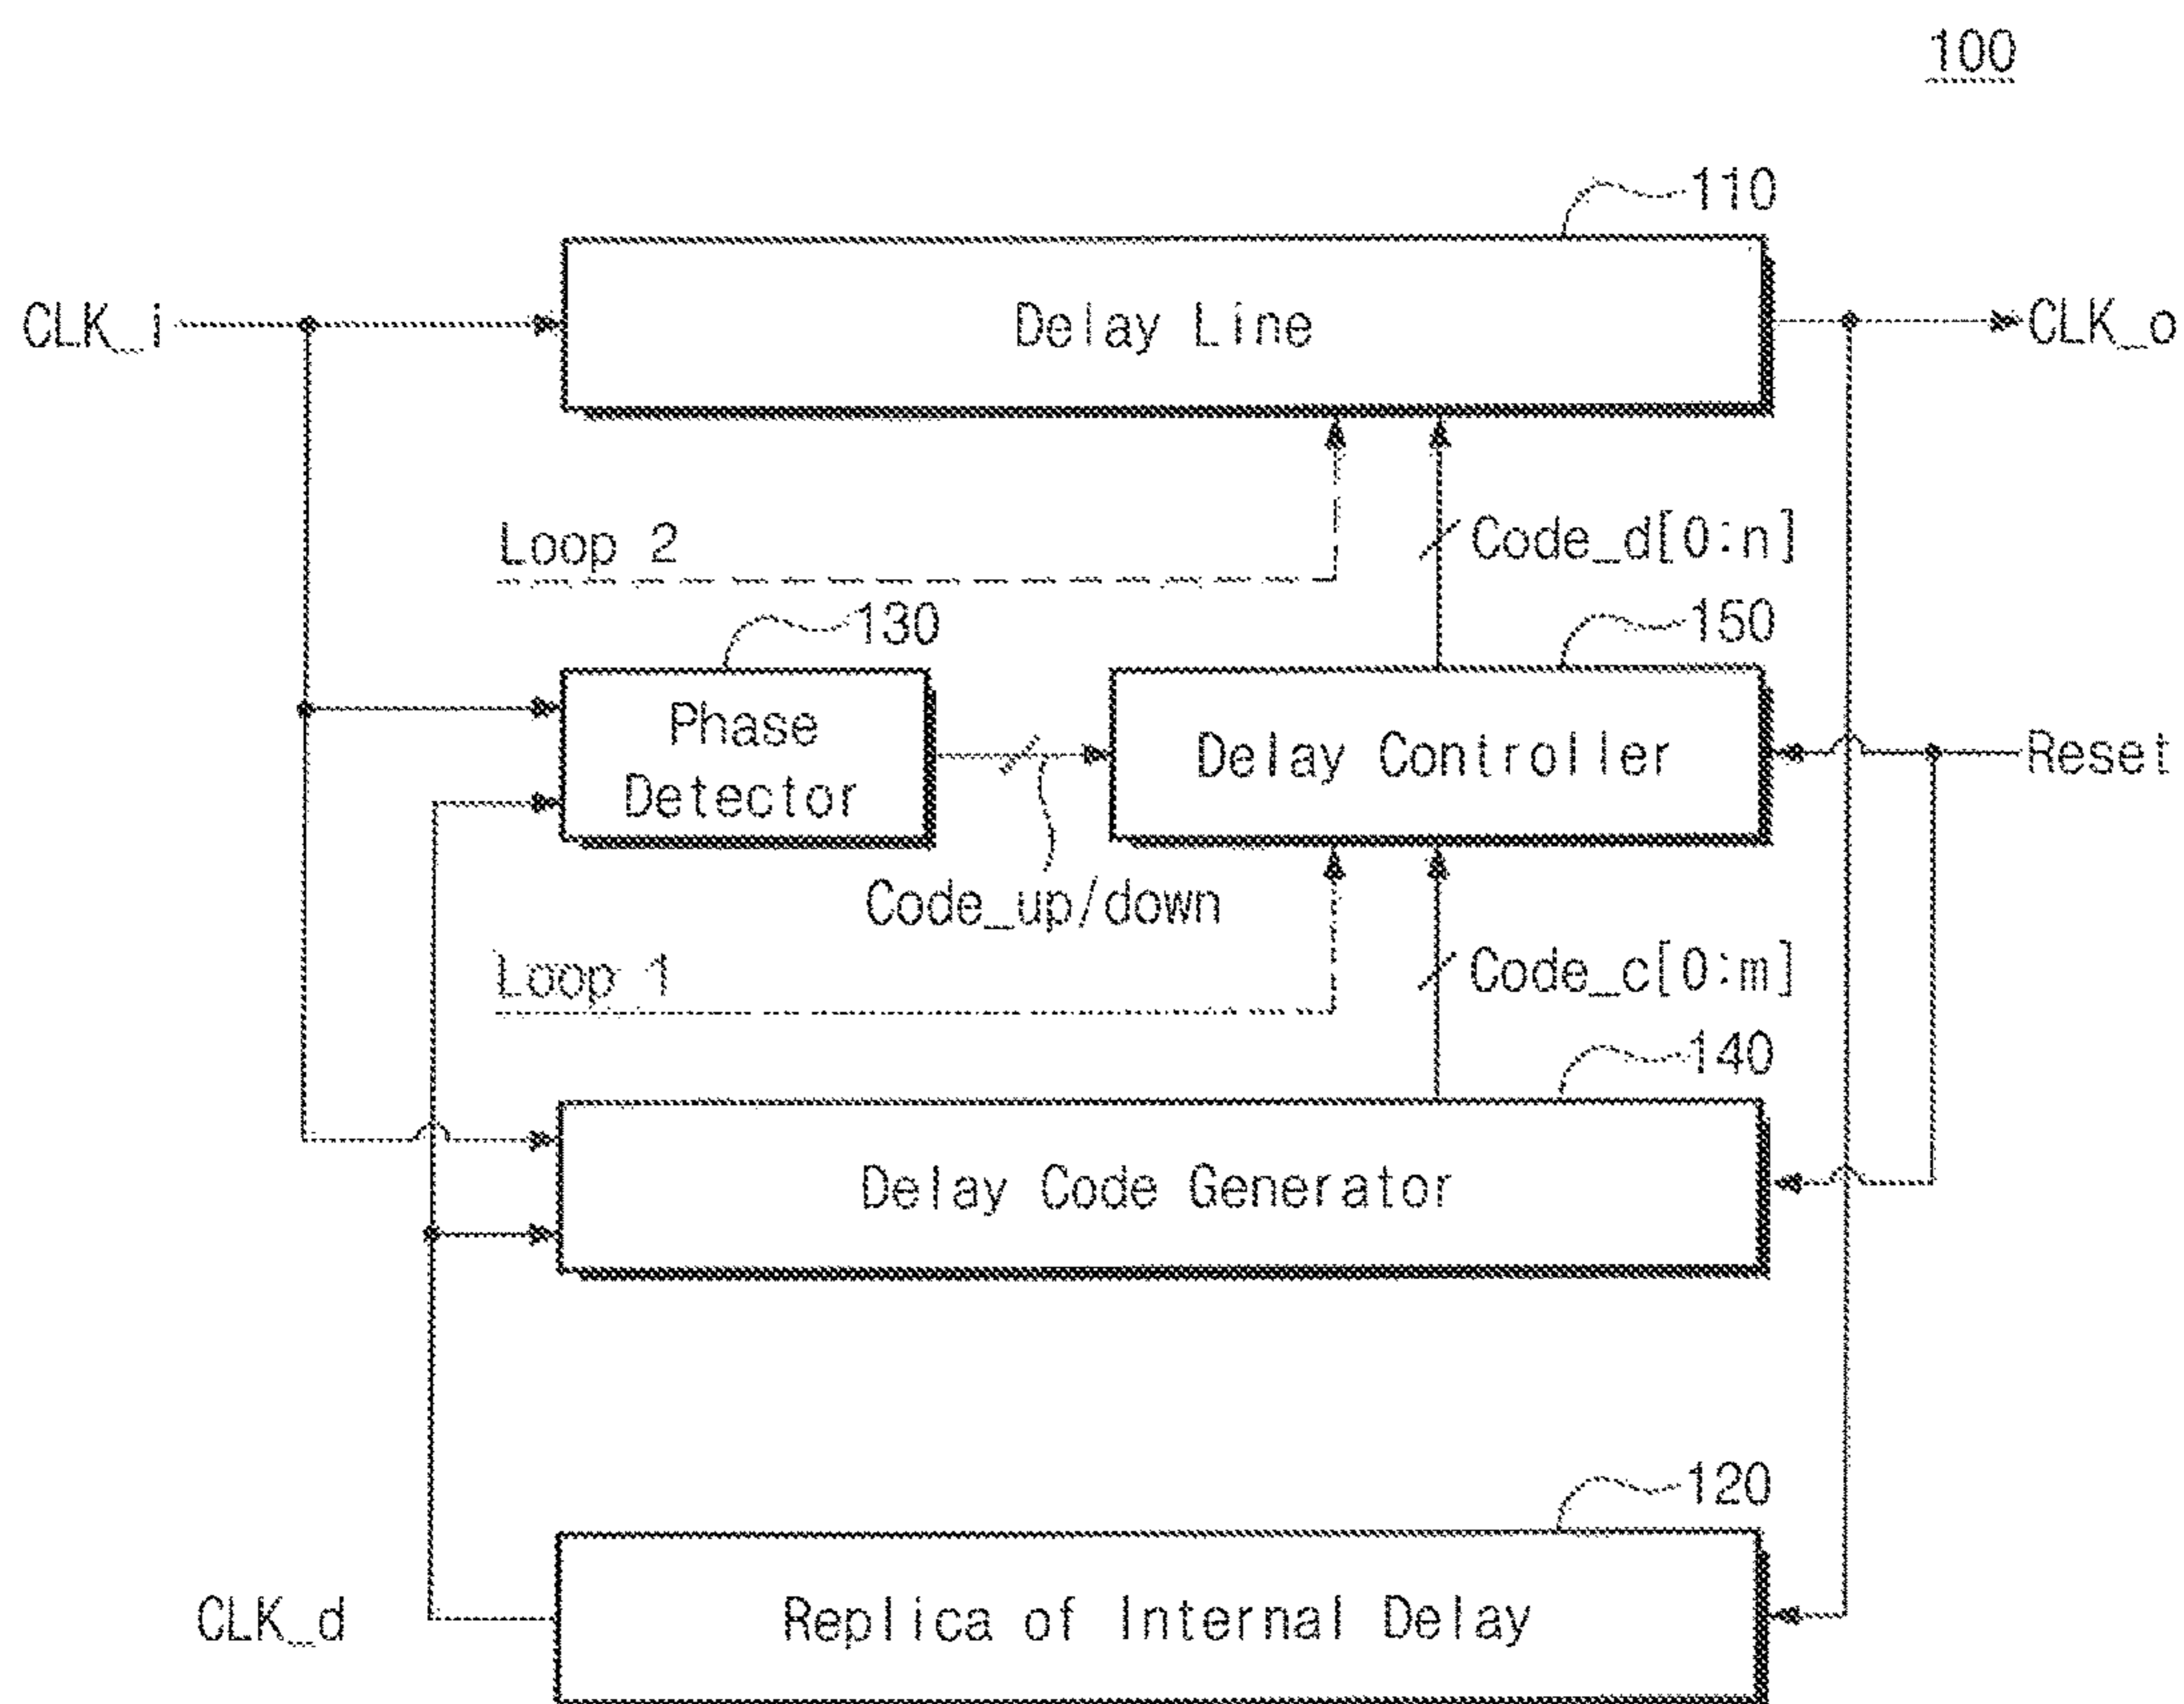 100
110
Delay Line
CLK_i
CLK_o
Loop 2
Code_d[0:n]
130
150
Phase
Detector
Delay Controller
Reset
Code_up/down
Loop 1
Code_c[0:m]
140
Delay Code Generator
120
CLK_d
Replica of Internal Delay